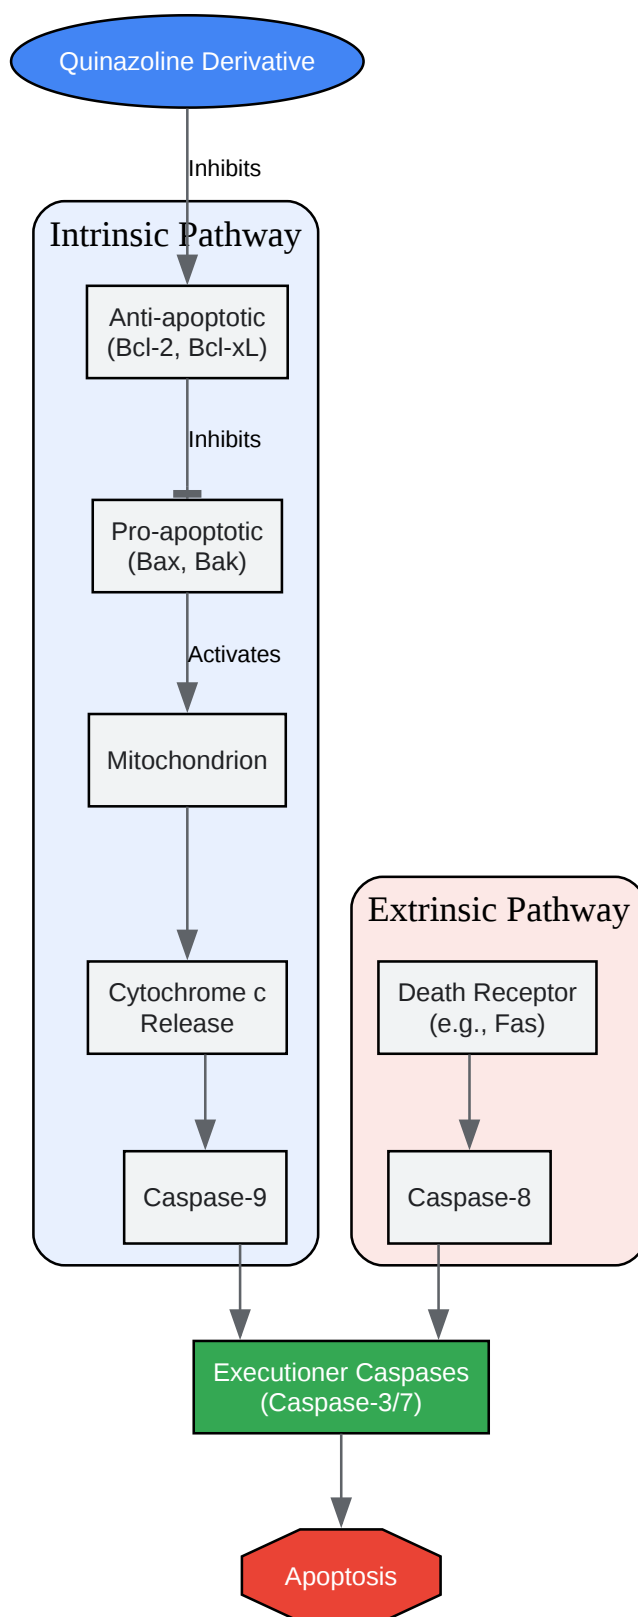 Quinazoline Derivative
Inhibits
Intrinsic Pathway
Anti-apoptotic
(Bcl-2, Bcl-xL)
Inhibits
Pro-apoptotic
(Bax, Bak)
Activates
Mitochondrion
Cytochrome c
Release
Caspase-9
Extrinsic Pathway
Death Receptor
(e.g., Fas)
Caspase-8
Executioner Caspases
(Caspase-3/7)
Apoptosis